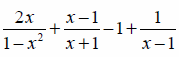 2x/(1-x²) + (x-1)/(x+1) - 1 + 1/(x-1)